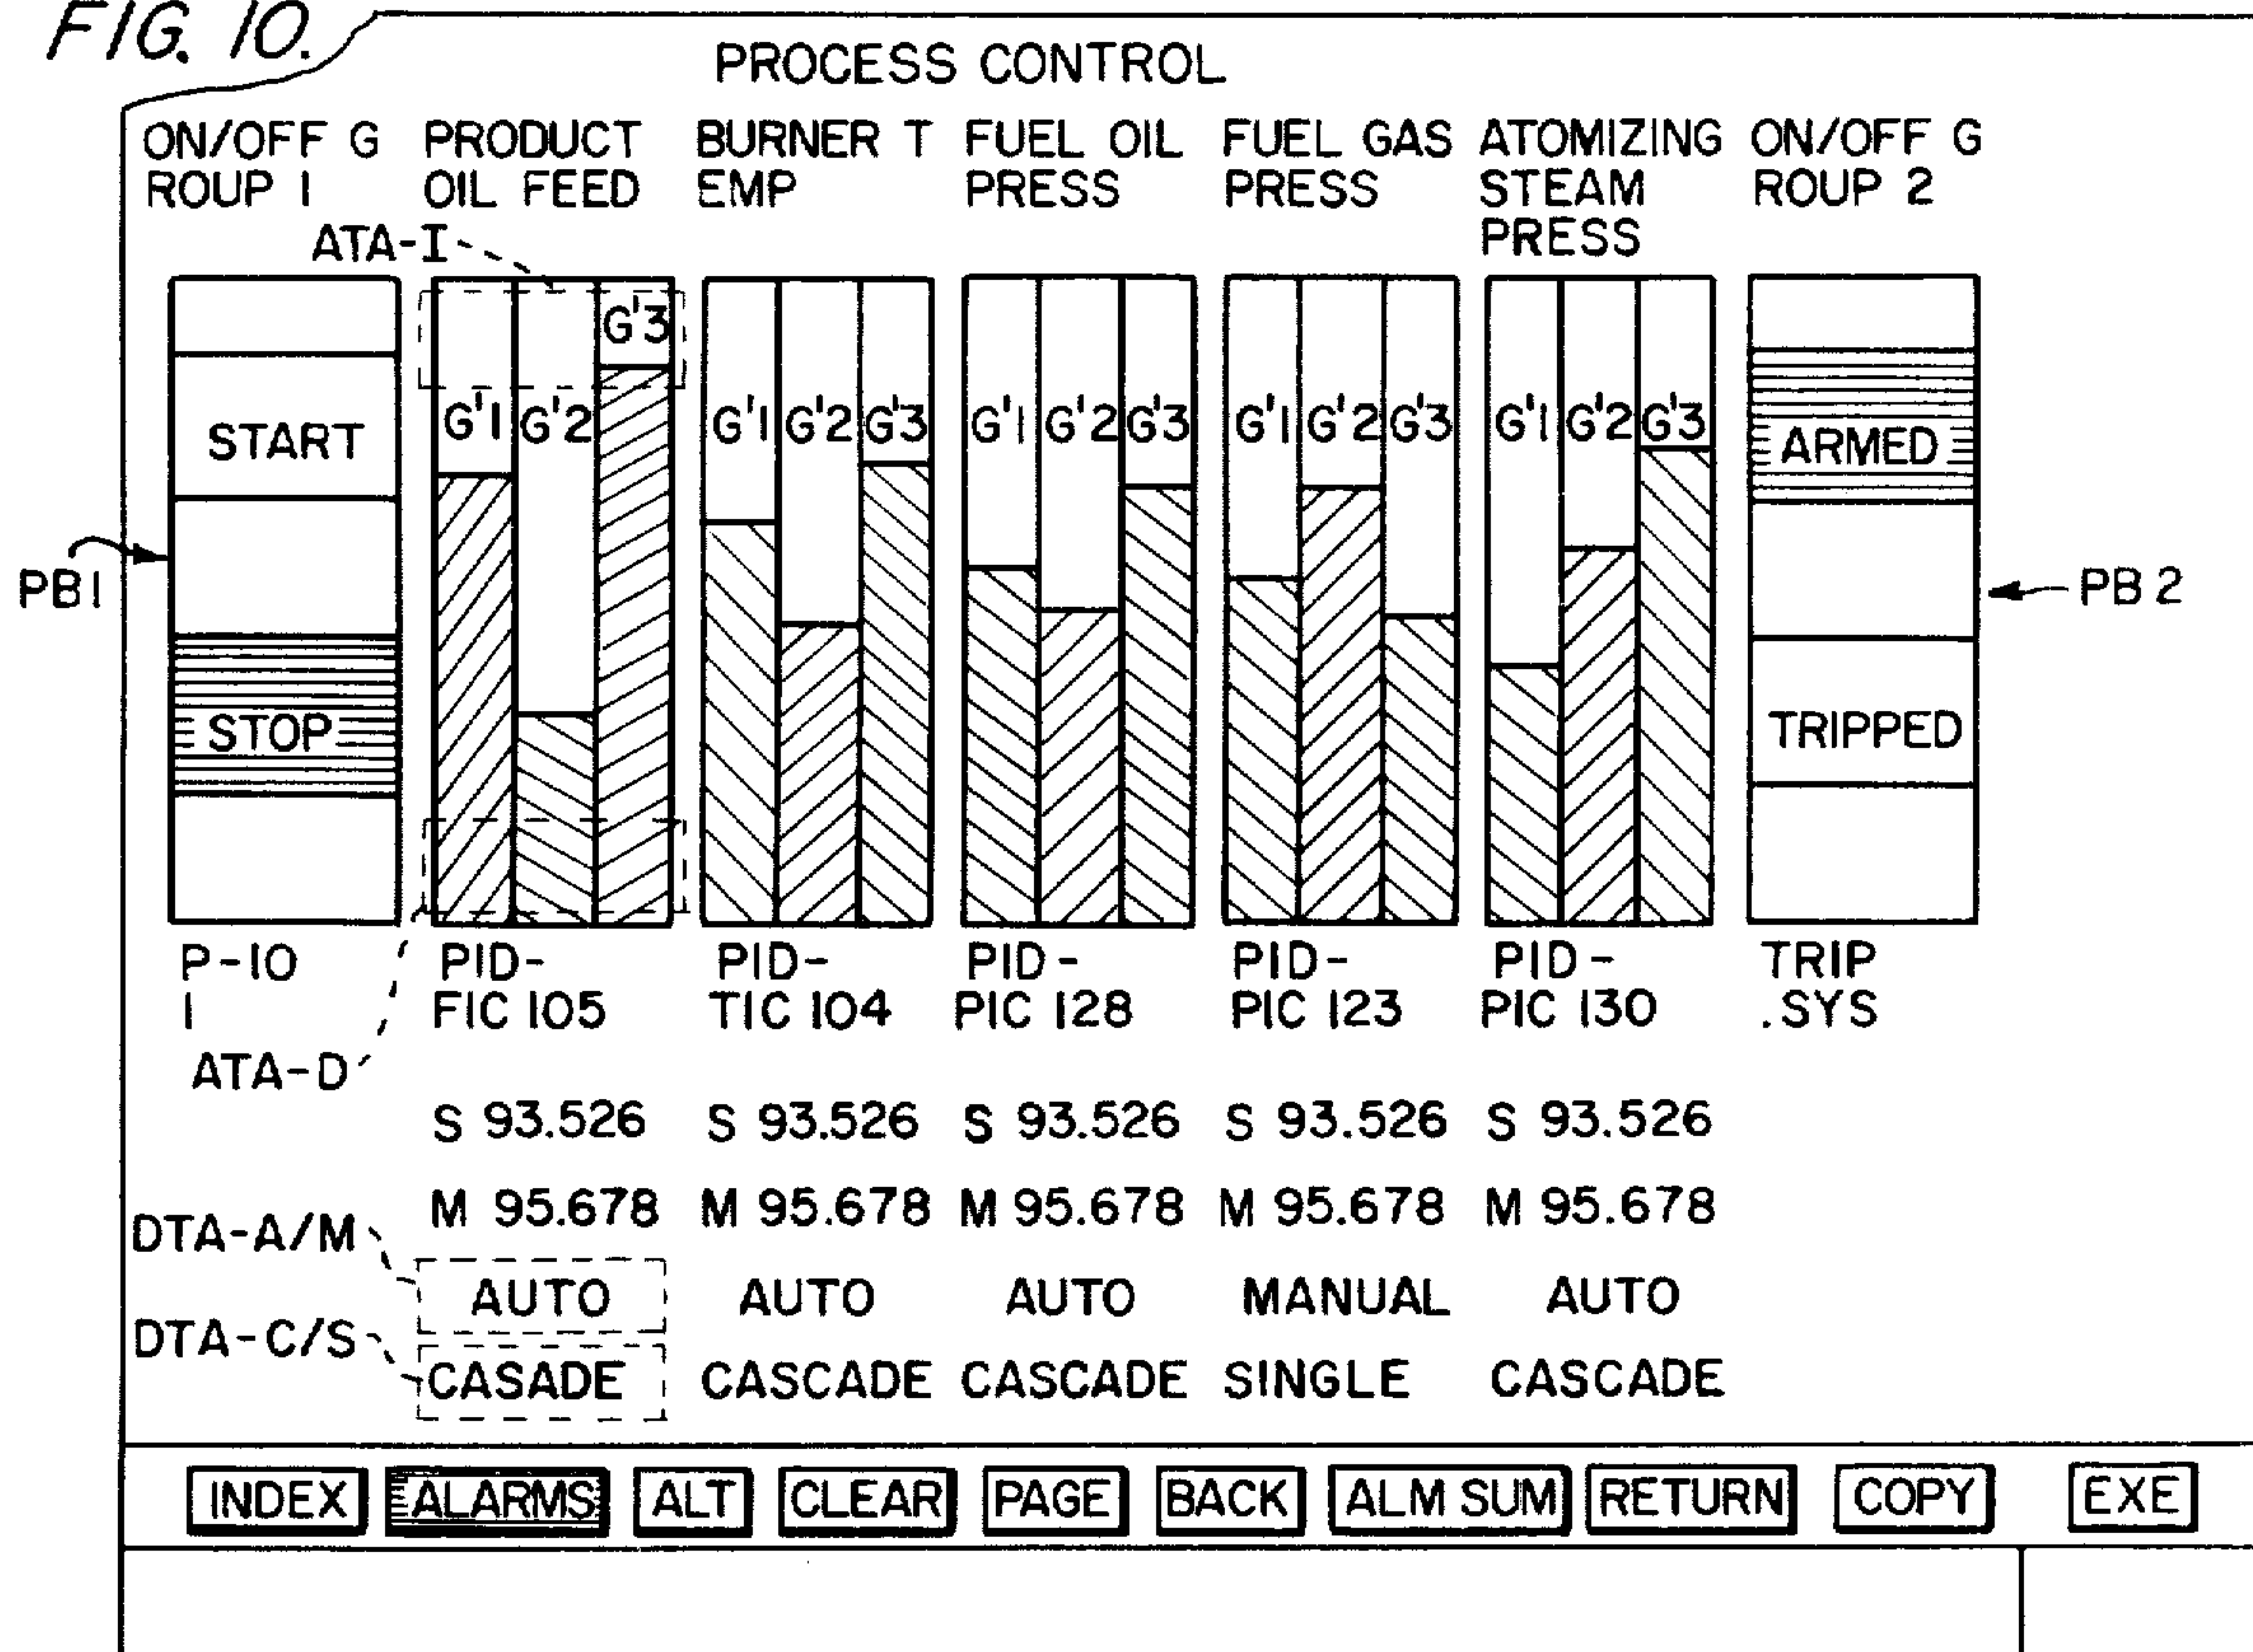 FIG. 10.
PROCESS CONTROL
ON/OFF G PRODUCT BURNER T FUEL OIL FUEL GAS ATOMIZING ON/OFF G
ROUP 1 OIL FEED EMP PRESS PRESS STEAM ROUP 2
PRESS
ATA-I
G'3
G'1 G'2 G'1 G'2 G'3 G'1 G'2 G'3 G'1 G'2 G'3 G'1 G'2 G'3
START ARMED
PB1 PB 2
STOP TRIPPED
P-10 PID- PID- PID- PID- PID- TRIP
1 FIC 105 TIC 104 PIC 128 PIC 123 PIC 130 .SYS
ATA-D
S 93.526 S 93.526 S 93.526 S 93.526 S 93.526
M 95.678 M 95.678 M 95.678 M 95.678 M 95.678
DTA-A/M
AUTO AUTO AUTO MANUAL AUTO
DTA-C/S
CASADE CASCADE CASCADE SINGLE CASCADE
INDEX ALARMS ALT CLEAR PAGE BACK ALM SUM RETURN COPY EXE